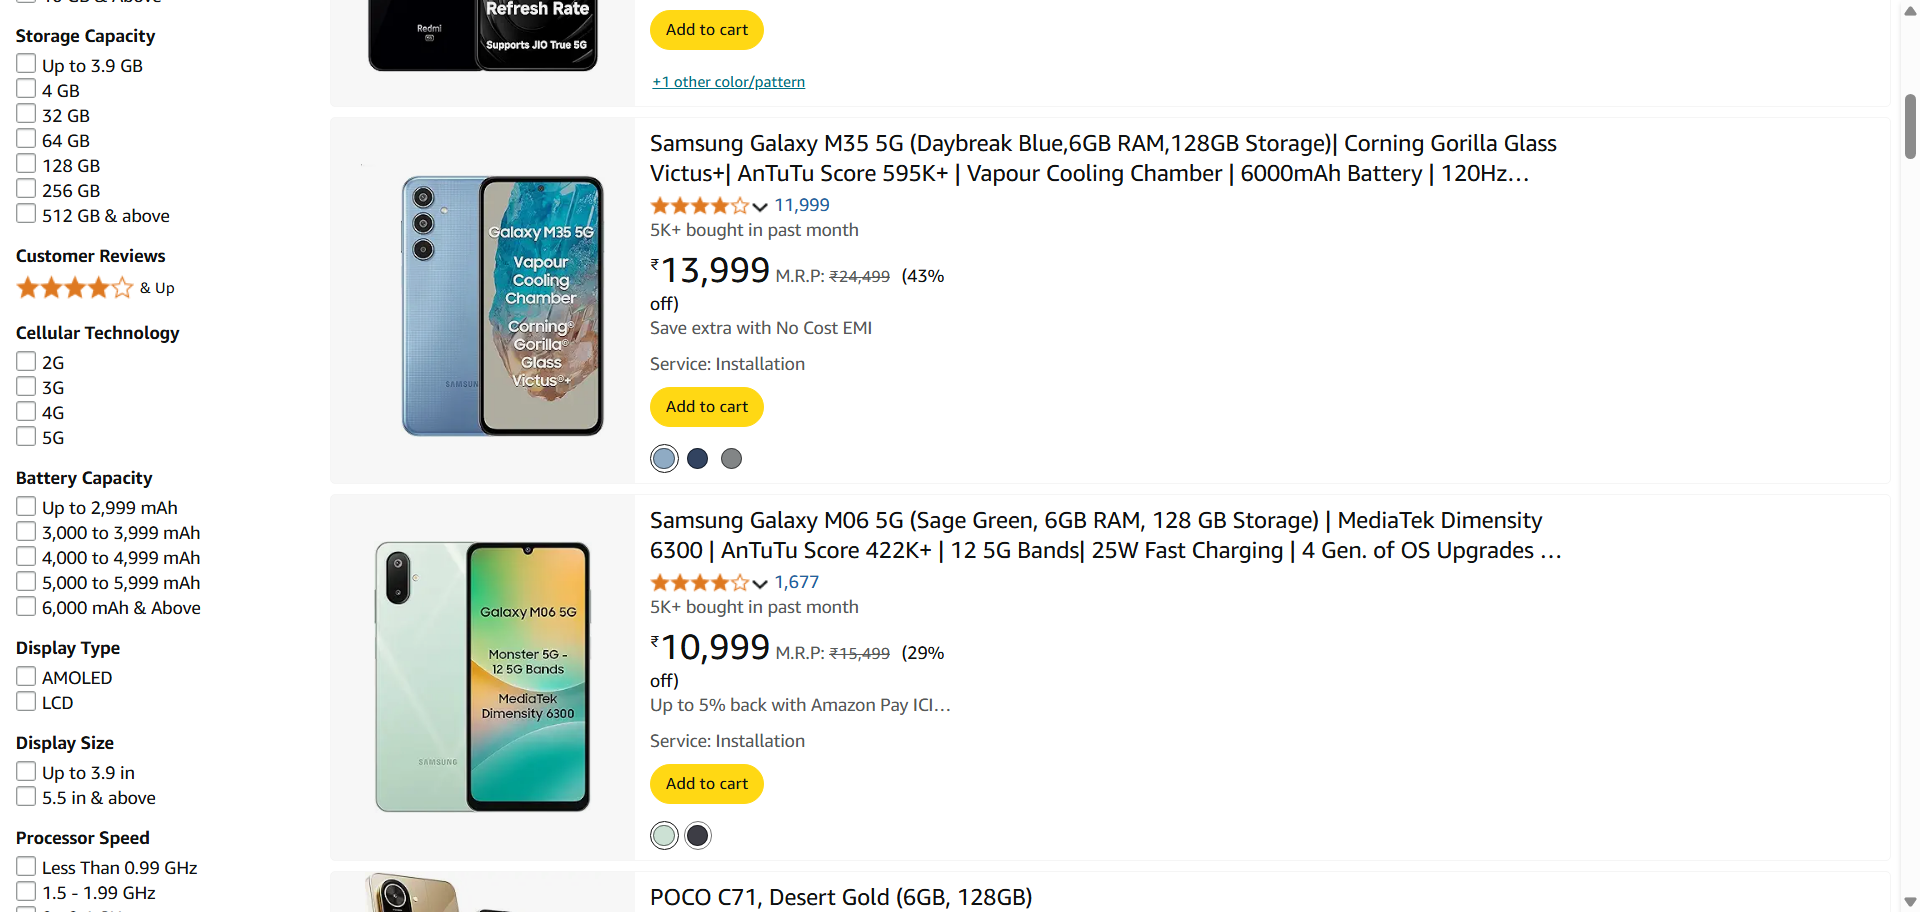 Storage Capacity
Up to 3.9 GB
4 GB
32 GB
64 GB
128 GB
256 GB
512 GB & above
Customer Reviews
& Up
Cellular Technology
2G
3G
4G
5G
Battery Capacity
Up to 2,999 mAh
3,000 to 3,999 mAh
4,000 to 4,999 mAh
5,000 to 5,999 mAh
6,000 mAh & Above
Display Type
AMOLED
LCD
Display Size
Up to 3.9 in
5.5 in & above
Processor Speed
Less Than 0.99 GHz
1.5 - 1.99 GHz
Redmi
5G
Refresh Rate
Supports JIO True 5G
Add to cart
+1 other color/pattern
Galaxy M35 5G
Vapour
Cooling
Chamber
Corning®
Gorilla®
Glass
Victus®+
SAMSUN
Samsung Galaxy M35 5G (Daybreak Blue,6GB RAM,128GB Storage)| Corning Gorilla Glass
Victus+| AnTuTu Score 595K+ | Vapour Cooling Chamber | 6000mAh Battery | 120Hz…
11,999
5K+ bought in past month
₹13,999 M.R.P: ₹24,499 (43%
off)
Save extra with No Cost EMI
Service: Installation
Add to cart
Galaxy M06 5G
Monster 5G -
12 5G Bands
MediaTek
Dimensity 6300
SAMSUNG
Samsung Galaxy M06 5G (Sage Green, 6GB RAM, 128 GB Storage) | MediaTek Dimensity
6300 | AnTuTu Score 422K+ | 12 5G Bands| 25W Fast Charging | 4 Gen. of OS Upgrades …
1,677
5K+ bought in past month
₹10,999 M.R.P: ₹15,499 (29%
off)
Up to 5% back with Amazon Pay ICI…
Service: Installation
Add to cart
POCO C71, Desert Gold (6GB, 128GB)